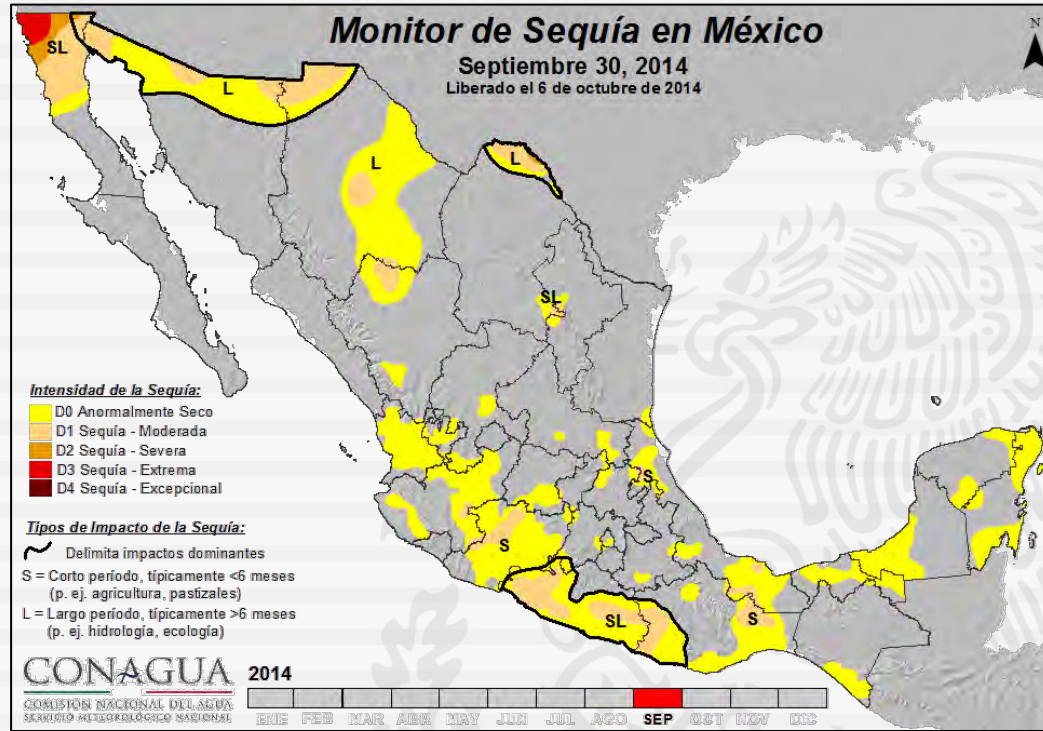 Monitor de Sequía en México
Septiembre 30, 2014
Liberado el 6 de octubre de 2014
N
SL
L
L
L
SL
S
S
SL
S
Intensidad de la Sequía:
D0 Anormalmente Seco
D1 Sequía - Moderada
D2 Sequía - Severa
D3 Sequía - Extrema
D4 Sequía - Excepcional
Tipos de Impacto de la Sequía:
Delimita impactos dominantes
S = Corto período, típicamente <6 meses
(p. ej. agricultura, pastizales)
L = Largo período, típicamente >6 meses
(p. ej. hidrología, ecología)
CONAGUA
COMISIÓN NACIONAL DEL AGUA
SERVICIO METEOROLÓGICO NACIONAL
2014
ENE FEB MAR ABR MAY JUN JUL AGO SEP OCT NOV DIC